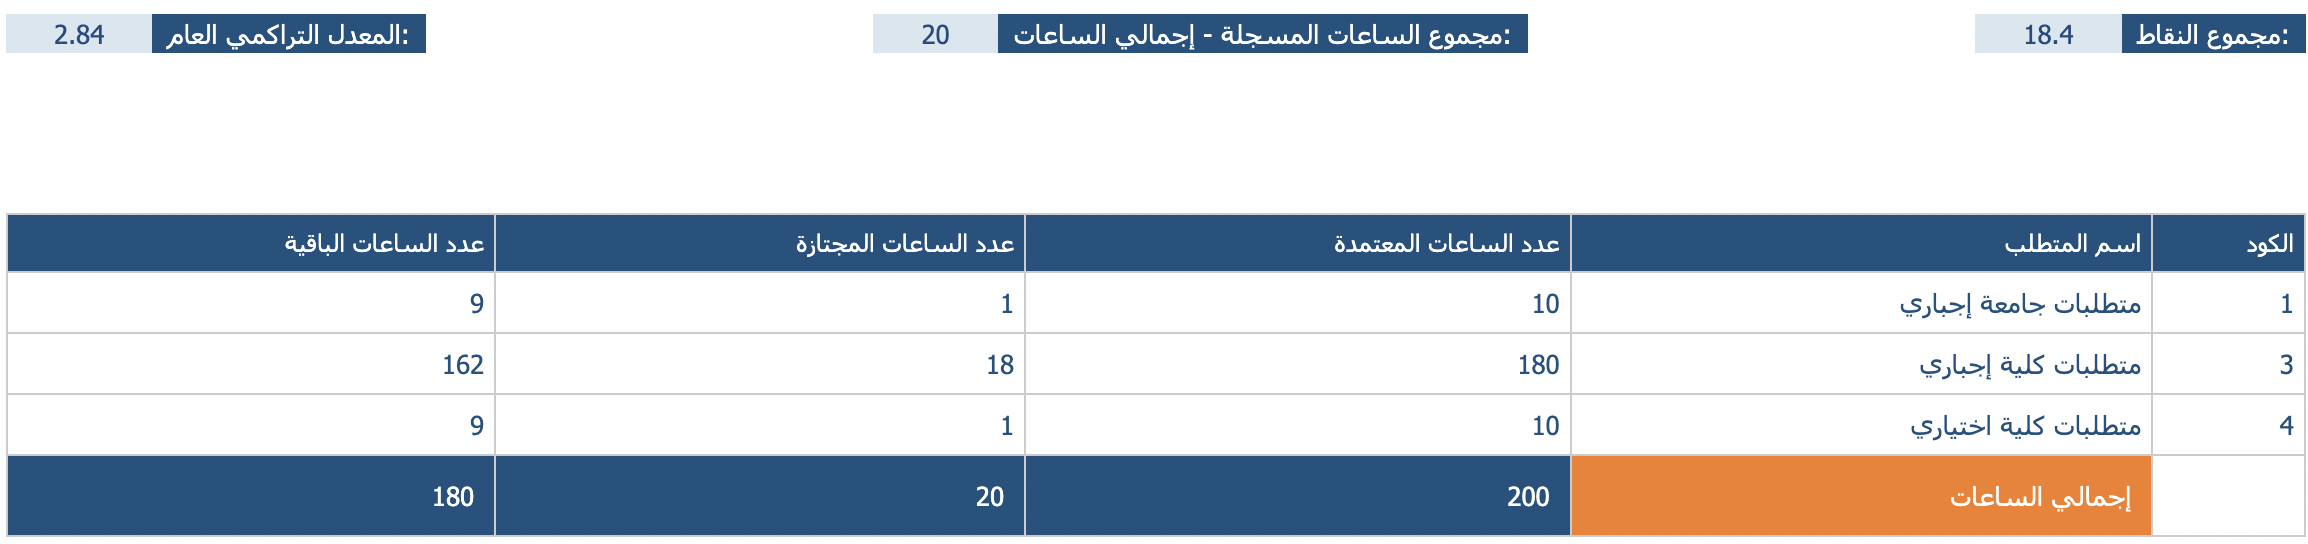 مجموع النقاط: 18.4 مجموع الساعات المسجلة - إجمالي الساعات: 20 المعدل التراكمي العام: 2.84
الكود اسم المتطلب عدد الساعات المعتمدة عدد الساعات المجتازة عدد الساعات الباقية
1 متطلبات جامعة إجباري 10 1 9
3 متطلبات كلية إجباري 180 18 162
4 متطلبات كلية اختياري 10 1 9
إجمالي الساعات 200 20 180